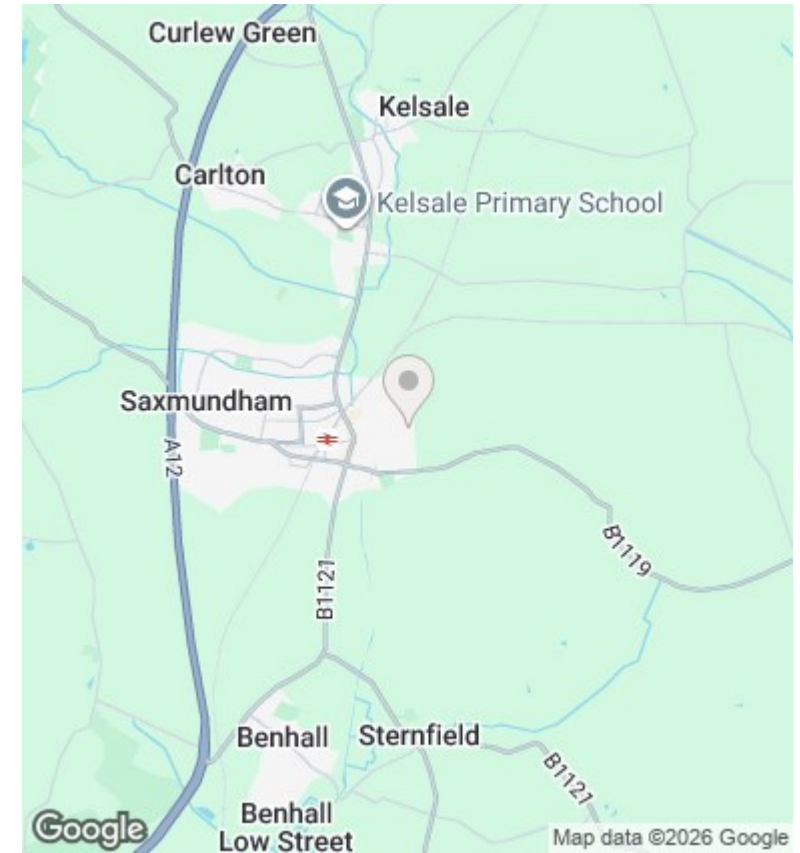 Curlew Green
Kelsale
Carlton
Kelsale Primary School
Saxmundham
A12
B1119
B1121
Benhall
Sternfield
B1121
Benhall
Low Street
Google
Map data ©2026 Google